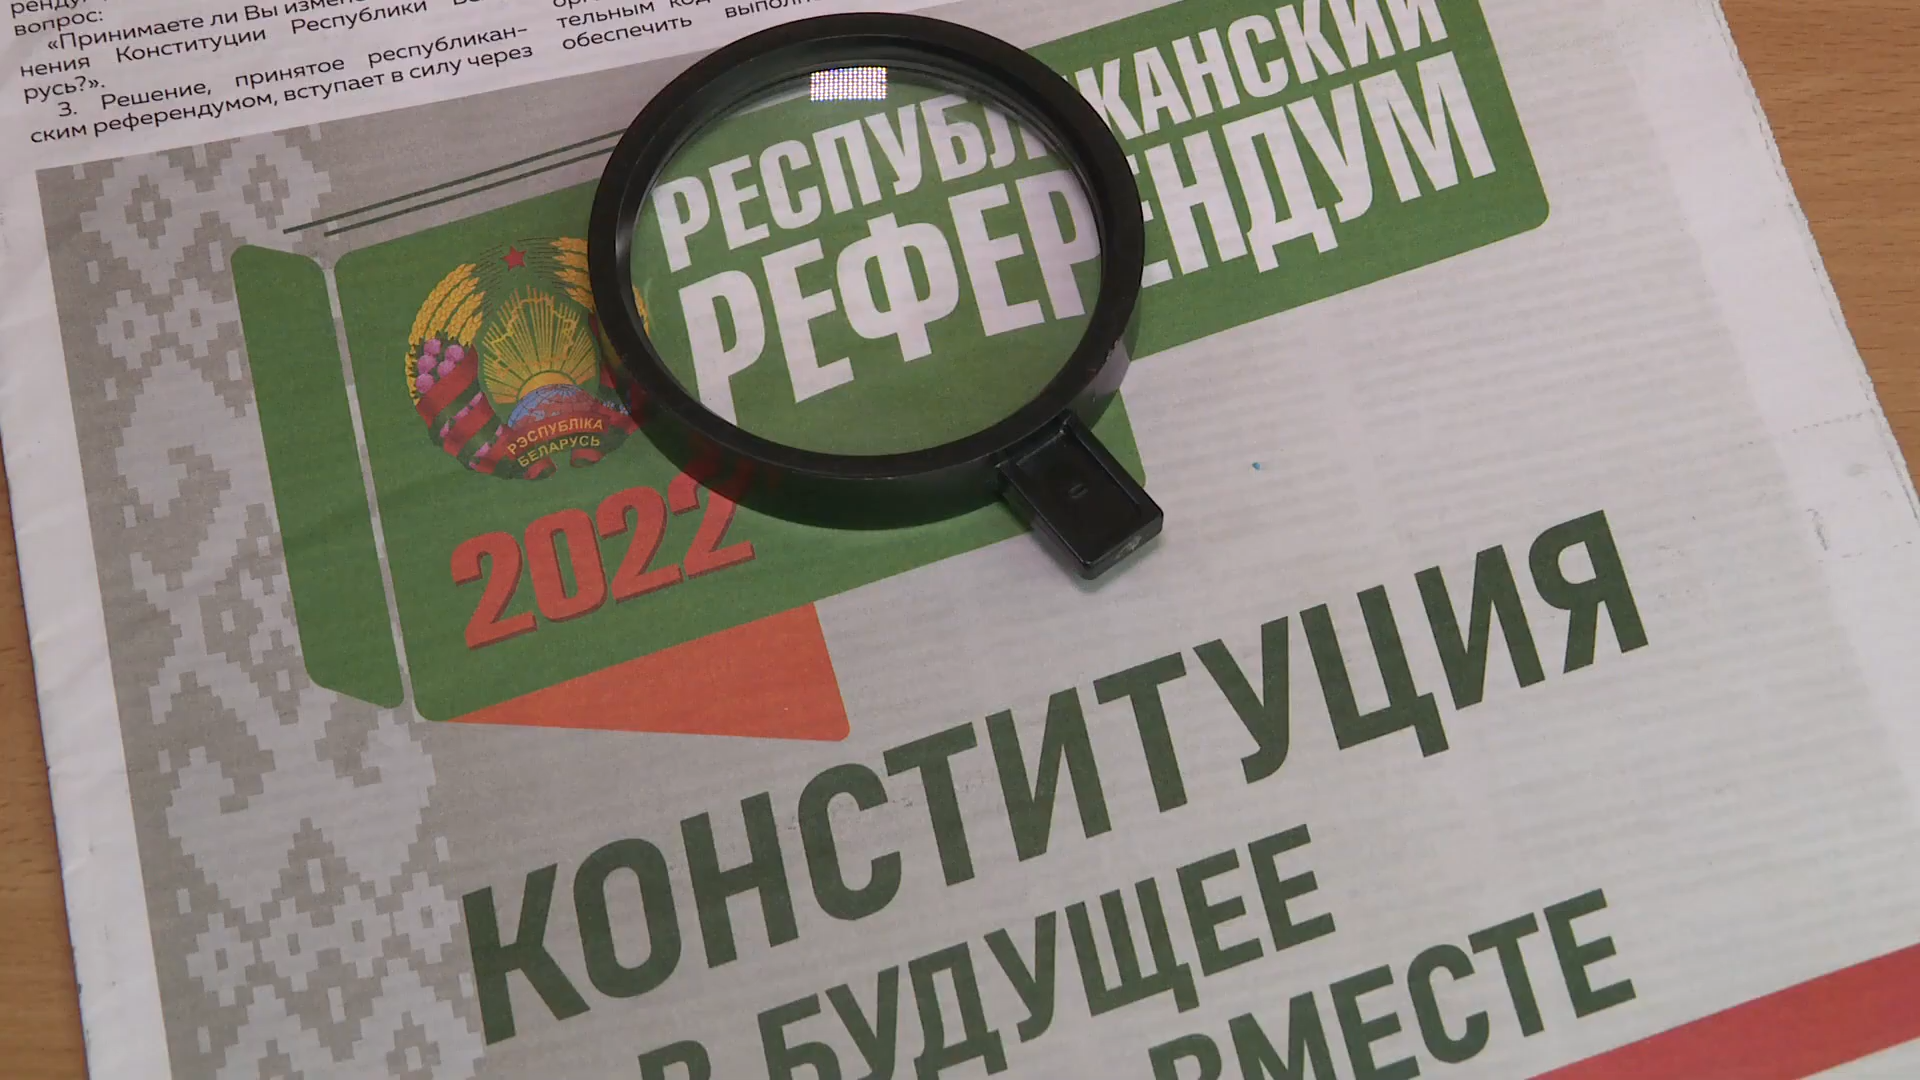 вопрос:
«Принимаете ли Вы
нения Конституции Республики
русь?».
3. Решение, принятое республикан-
ским референдумом, вступает в силу через
тельным
обеспечить
РЕСПУБЛИКАНСКИЙ
РЕФЕРЕНДУМ
РЭСПУБЛІКА
БЕЛАРУСЬ
2022
КОНСТИТУЦИЯ
В БУДУЩЕЕ
ВМЕСТЕ